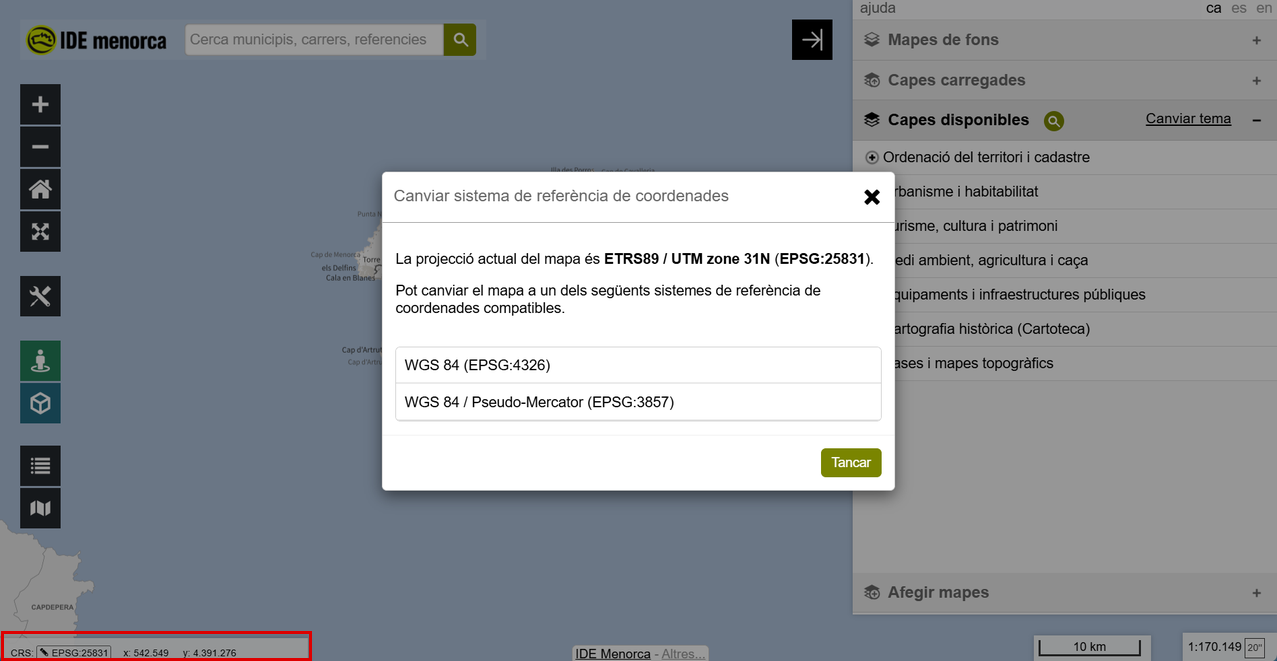 ajuda
ca es en
IDE menorca
Cerca municipis, carrers, referencies
Mapes de fons
Capes carregades
Capes disponibles
Canviar tema
Ordenació del territori i cadastre
rbanisme i habitabilitat
urisme, cultura i patrimoni
edi ambient, agricultura i caça
quipaments i infraestructures públiques
artografia històrica (Cartoteca)
ases i mapes topogràfics
Punta N
Cap de Menorca
Torre
els Delfins
Cala en Blanes
Cap d'Artrut
Canviar sistema de referència de coordenades
La projecció actual del mapa és ETRS89 / UTM zone 31N (EPSG:25831).
Pot canviar el mapa a un dels següents sistemes de referència de
coordenades compatibles.
WGS 84 (EPSG:4326)
WGS 84 / Pseudo-Mercator (EPSG:3857)
Tancar
CAPDEPERA
Afegir mapes
CRS: EPSG:25831 x: 542.549 y: 4.391.276
IDE Menorca - Altres...
10 km
1:170.149 20"